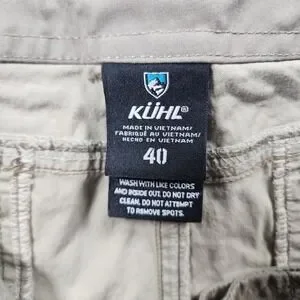 KÜHL®
MADE IN VIETNAM/
FABRIQUÉ AU VIETNAM/
HECHO EN VIETNAM
40
WASH WITH LIKE COLORS
AND INSIDE OUT. DO NOT DRY
CLEAN. DO NOT ATTEMPT
TO REMOVE SPOTS.